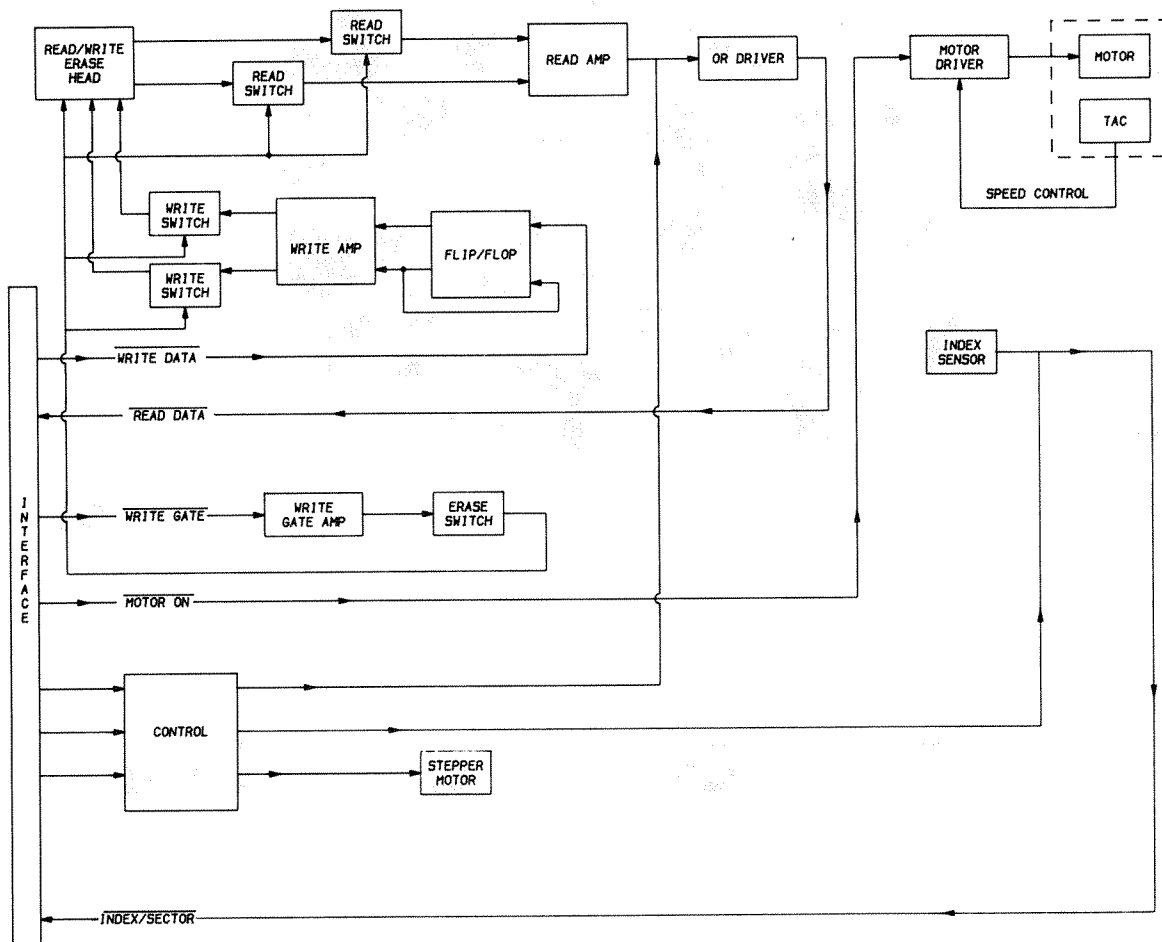 READ/WRITE
ERASE
HEAD
READ
SWITCH
READ
SWITCH
READ AMP
OR DRIVER
MOTOR
DRIVER
MOTOR
TAC
SPEED CONTROL
WRITE
SWITCH
WRITE
SWITCH
WRITE AMP
FLIP/FLOP
WRITE DATA
INDEX
SENSOR
READ DATA
INTERFACE
WRITE GATE
WRITE
GATE AMP
ERASE
SWITCH
MOTOR ON
CONTROL
STEPPER
MOTOR
INDEX/SECTOR